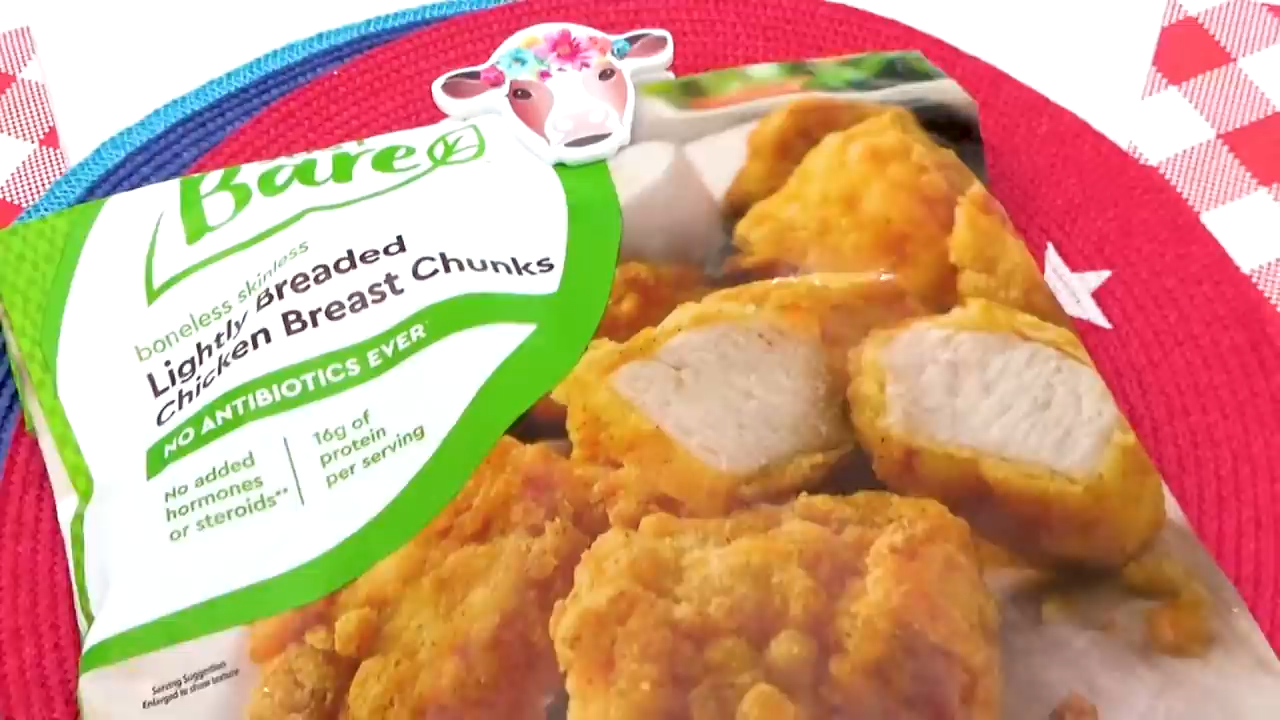 Bare
boneless skinless
Lightly Breaded
Chicken Breast Chunks
NO ANTIBIOTICS EVER*
No added
hormones
or steroids**
16g of
protein
per serving
Serving Suggestion
Enlarged to show texture